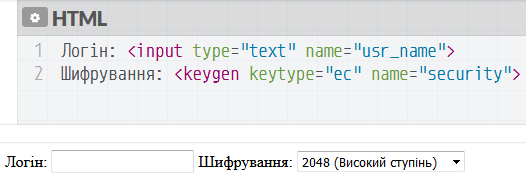 HTML
1 Логін: <input type="text" name="usr_name">
2 Шифрування: <keygen keytype="ec" name="security">
Логін: Шифрування: 2048 (Високий ступінь)